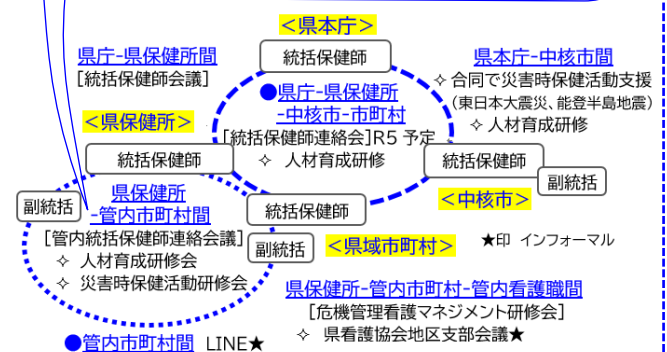 ＜県本庁＞
統括保健師
県庁-県保健所間
[統括保健師会議]
●県庁-県保健所
-中核市-市町村
[統括保健師連絡会]R5 予定
✧ 人材育成研修
県本庁-中核市間
✧合同で災害時保健活動支援
（東日本大震災、能登半島地震）
✧ 人材育成研修
＜県保健所＞
統括保健師
副統括
統括保健師
副統括
＜中核市＞
県保健所
-管内市町村間
[管内統括保健師連絡会議]
✧ 人材育成研修会
✧ 災害時保健活動研修会
統括保健師
副統括
＜県域市町村＞
★印 インフォーマル
県保健所-管内市町村-管内看護職間
[危機管理看護マネジメント研修会]
✧ 県看護協会地区支部会議★
●管内市町村間 LINE★